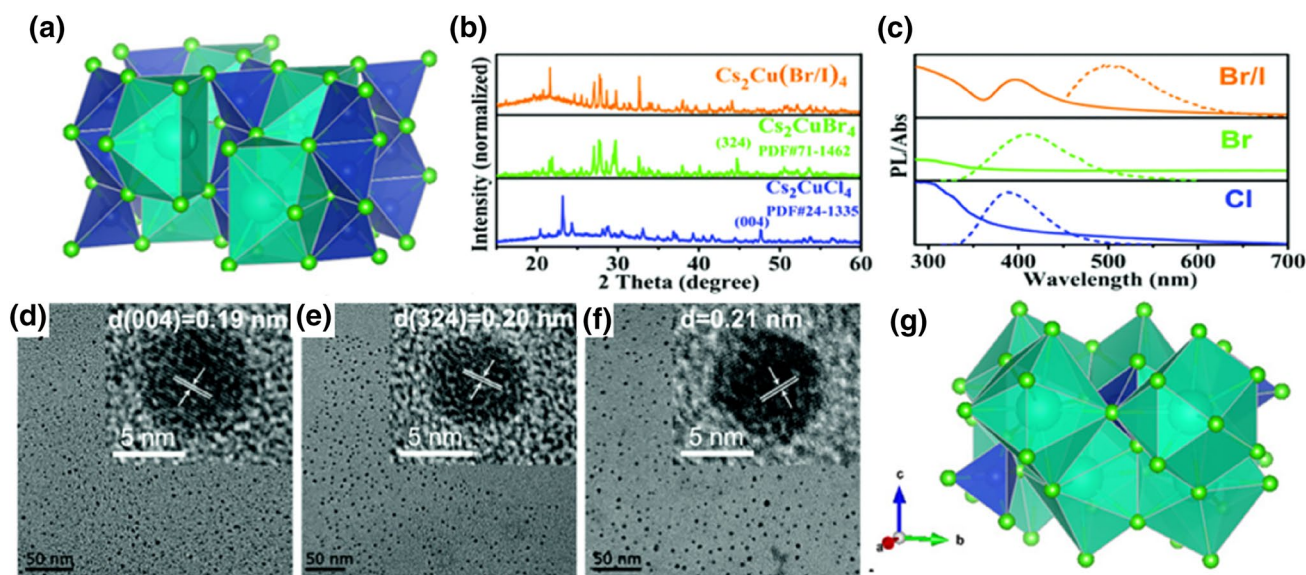 (a)
(b)
Intensity (normalized)
Cs₂Cu(Br/I)₄
Cs₂CuBr₄
(324) PDF#71-1462
Cs₂CuCl₄
PDF#24-1335
(004)
20 30 40 50 60
2 Theta (degree)
(c)
PL/Abs
Br/I
Br
Cl
300 400 500 600 700
Wavelength (nm)
(d)
d(004)=0.19 nm
5 nm
50 nm
(e)
d(324)=0.20 nm
5 nm
50 nm
(f)
d=0.21 nm
5 nm
50 nm
(g)
c
a
b